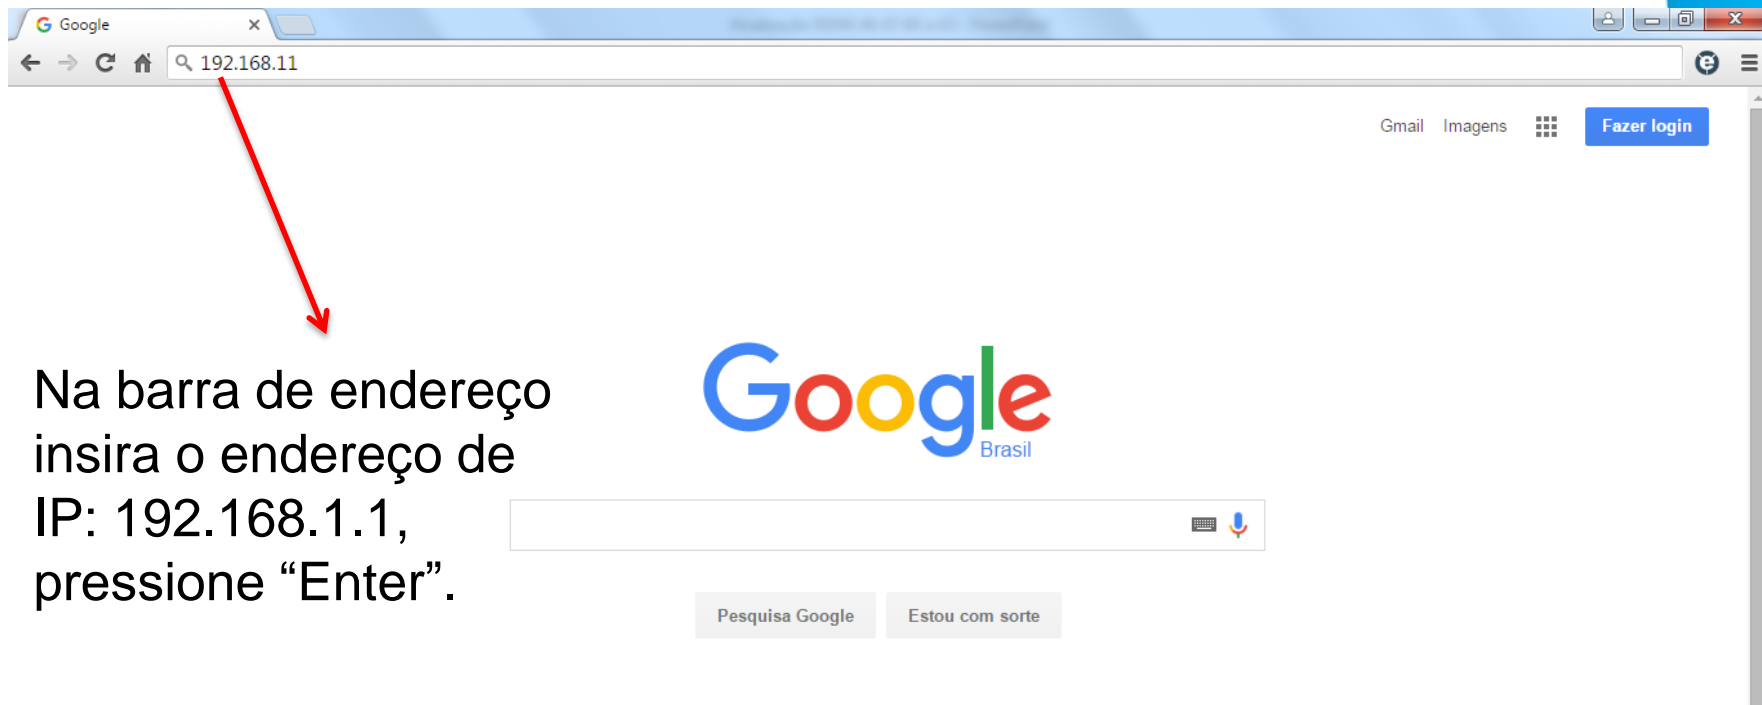 Google
192.168.11
Gmail Imagens Fazer login
Google
Brasil
Na barra de endereço
insira o endereço de
IP: 192.168.1.1,
pressione “Enter”.
Pesquisa Google Estou com sorte